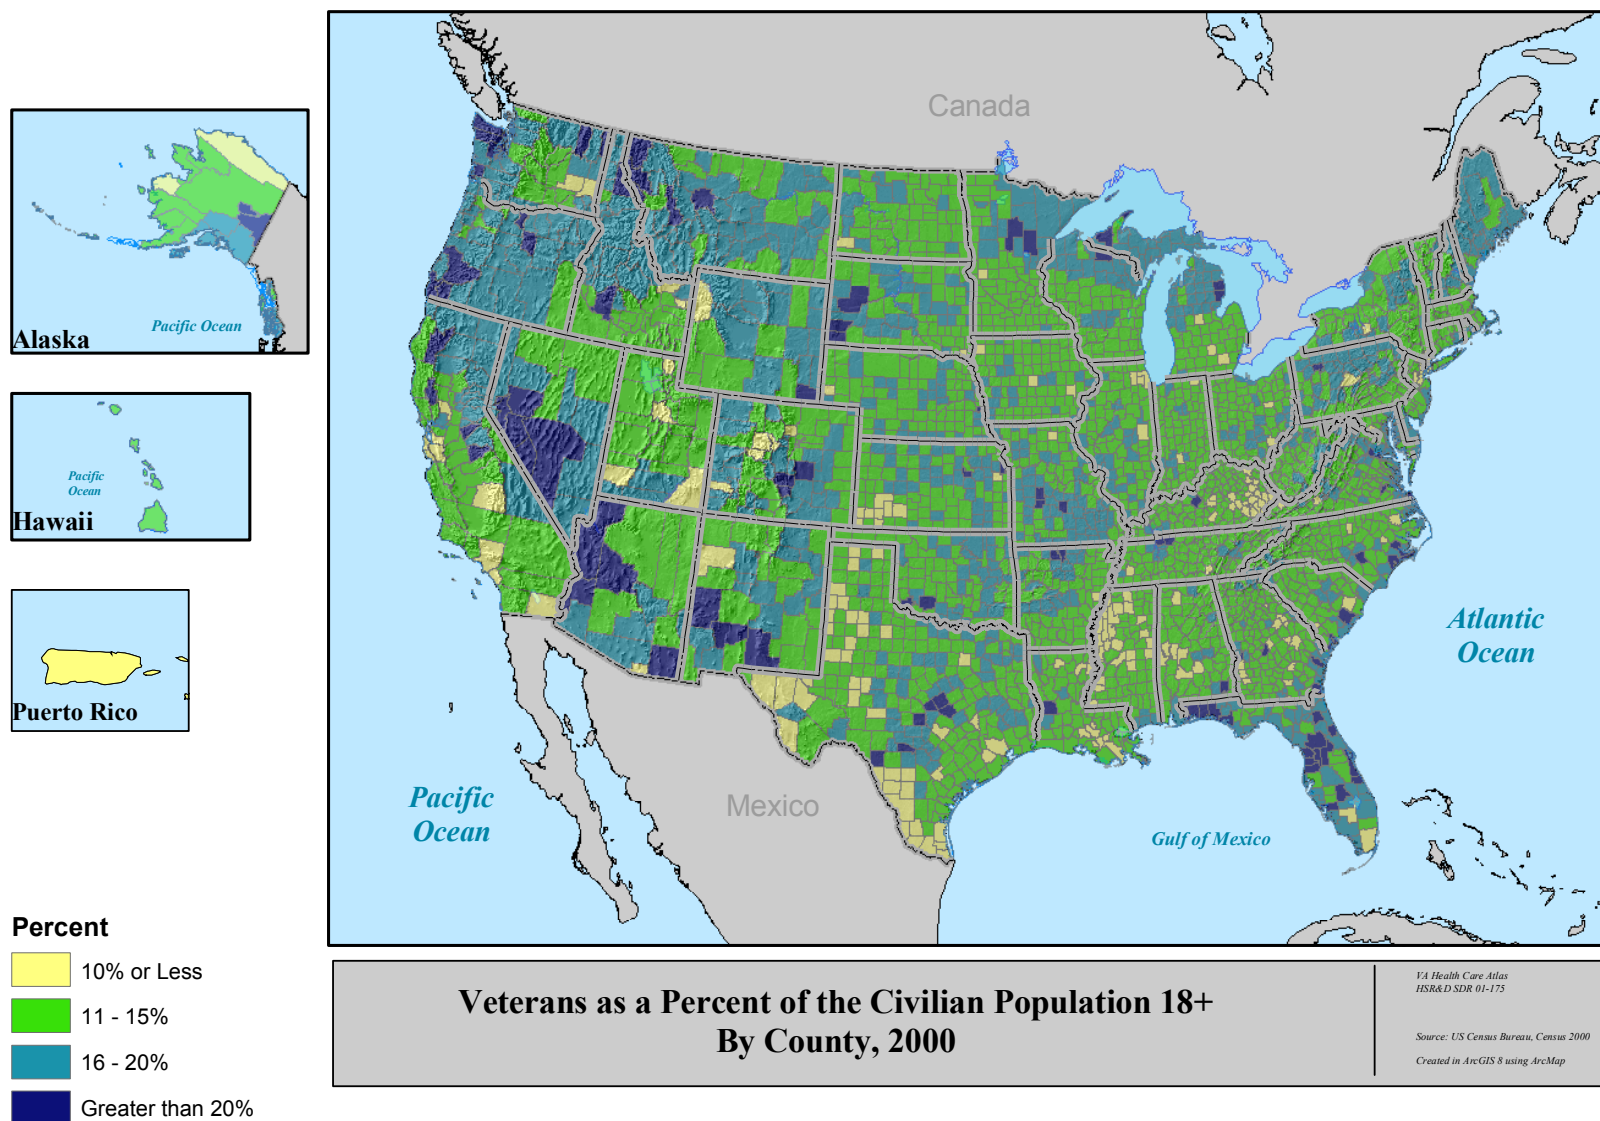 Canada
Alaska
Pacific Ocean
Pacific
Ocean
Hawaii
Puerto Rico
Atlantic
Ocean
Pacific
Ocean
Mexico
Gulf of Mexico
Percent
10% or Less
11 - 15%
16 - 20%
Greater than 20%
Veterans as a Percent of the Civilian Population 18+
By County, 2000
VA Health Care Atlas
HSR&D SDR 01-175
Source: US Census Bureau, Census 2000
Created in ArcGIS 8 using ArcMap